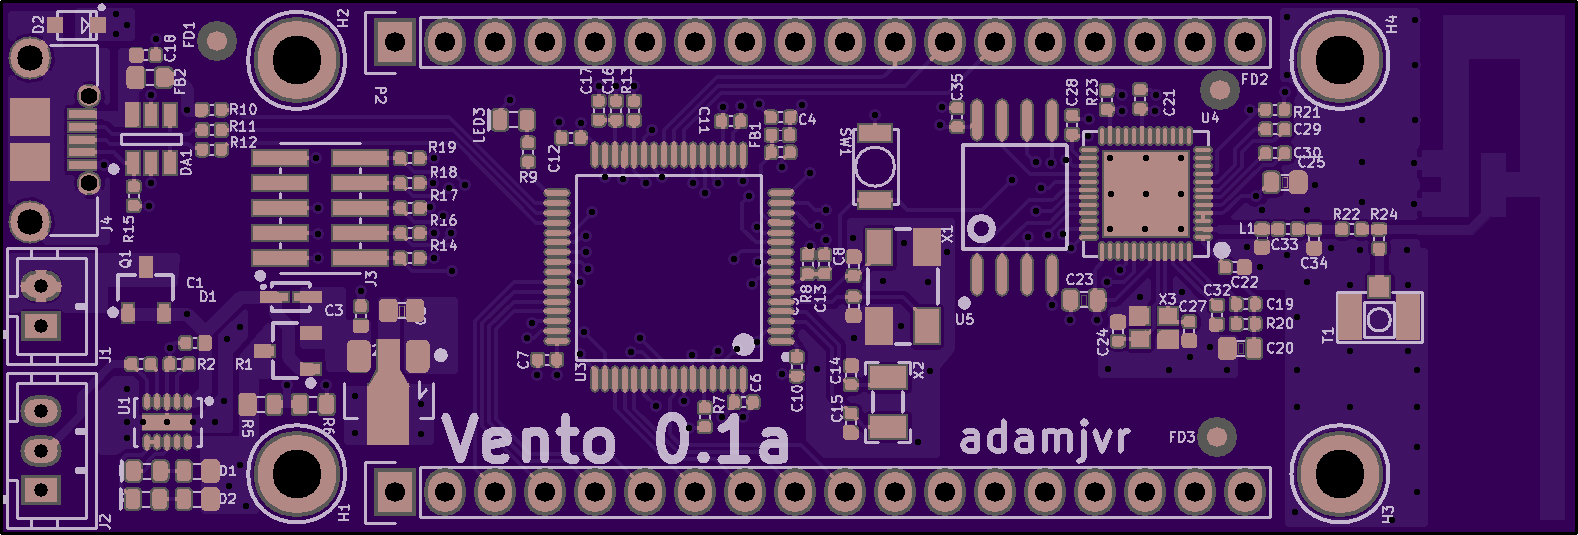 D2
FD1
H2
H4
C18
FB2
P2
FD2
C17
C16
R13
C35
C28
R23
C21
U4
R10
R11
R12
LED3
C11
FB1
C4
SW1
R21
C29
C30
C25
DA1
R19
R18
R17
R16
R14
C12
R9
J4
R15
Q1
C1
D1
J3
C3
X1
C8
R8
C13
U5
C23
L1
C33
C34
R22
R24
C22
C32
C19
R20
C20
X3
C27
C24
T1
J1
R2
R1
C7
U3
C6
R7
C10
C14
C15
X2
U1
R5
R6
Vento 0.1a
adamjvr
FD3
D1
D2
J2
H1
H3